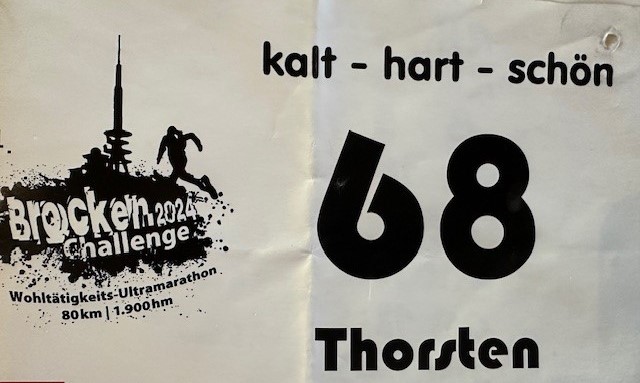 kalt - hart - schön
68
Thorsten
Brocken 2024
Challenge
Wohltätigkeits-Ultramarathon
80km | 1.900hm